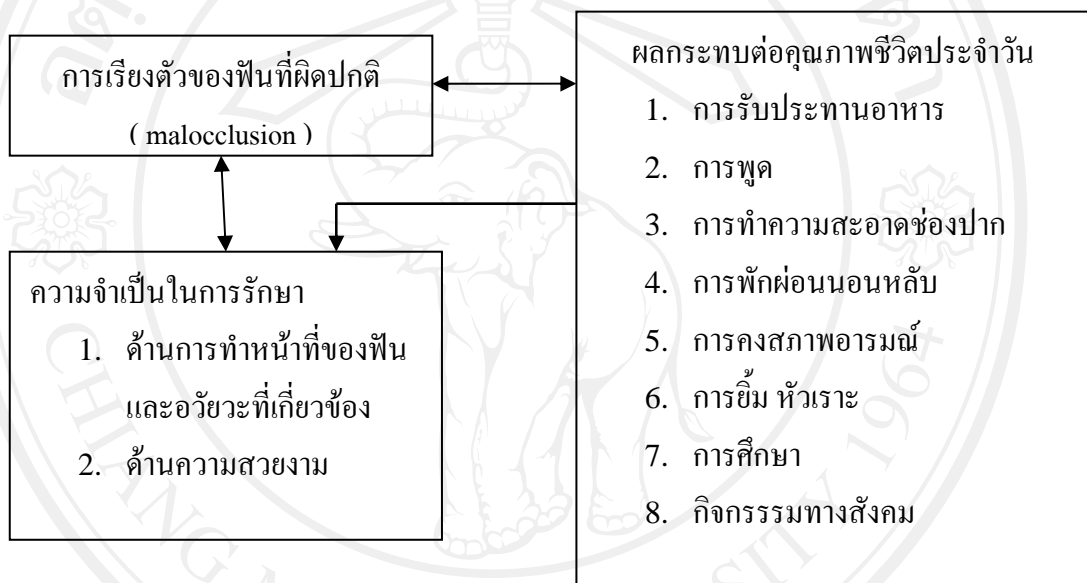 การเรียงตัวของฟันที่ผิดปกติ
( malocclusion )
ผลกระทบต่อคุณภาพชีวิตประจำวัน
1. การรับประทานอาหาร
2. การพูด
3. การทำความสะอาดช่องปาก
4. การพักผ่อนนอนหลับ
5. การคงสภาพอารมณ์
6. การยิ้ม หัวเราะ
7. การศึกษา
8. กิจกรรรมทางสังคม
ความจำเป็นในการรักษา
1. ด้านการทำหน้าที่ของฟัน
และอวัยวะที่เกี่ยวข้อง
2. ด้านความสวยงาม